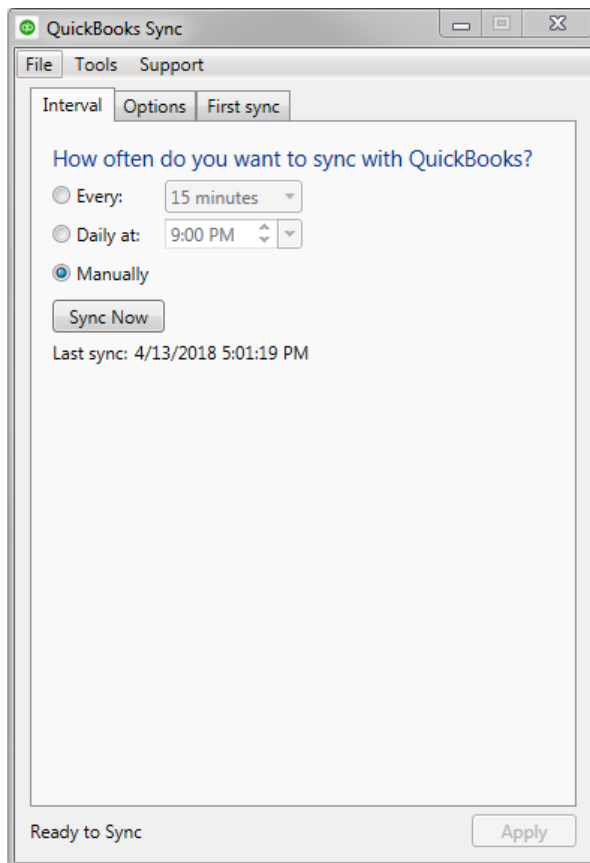 QuickBooks Sync
File Tools Support
Interval Options First sync
How often do you want to sync with QuickBooks?
Every: 15 minutes
Daily at: 9:00 PM
Manually
Sync Now
Last sync: 4/13/2018 5:01:19 PM
Ready to Sync Apply